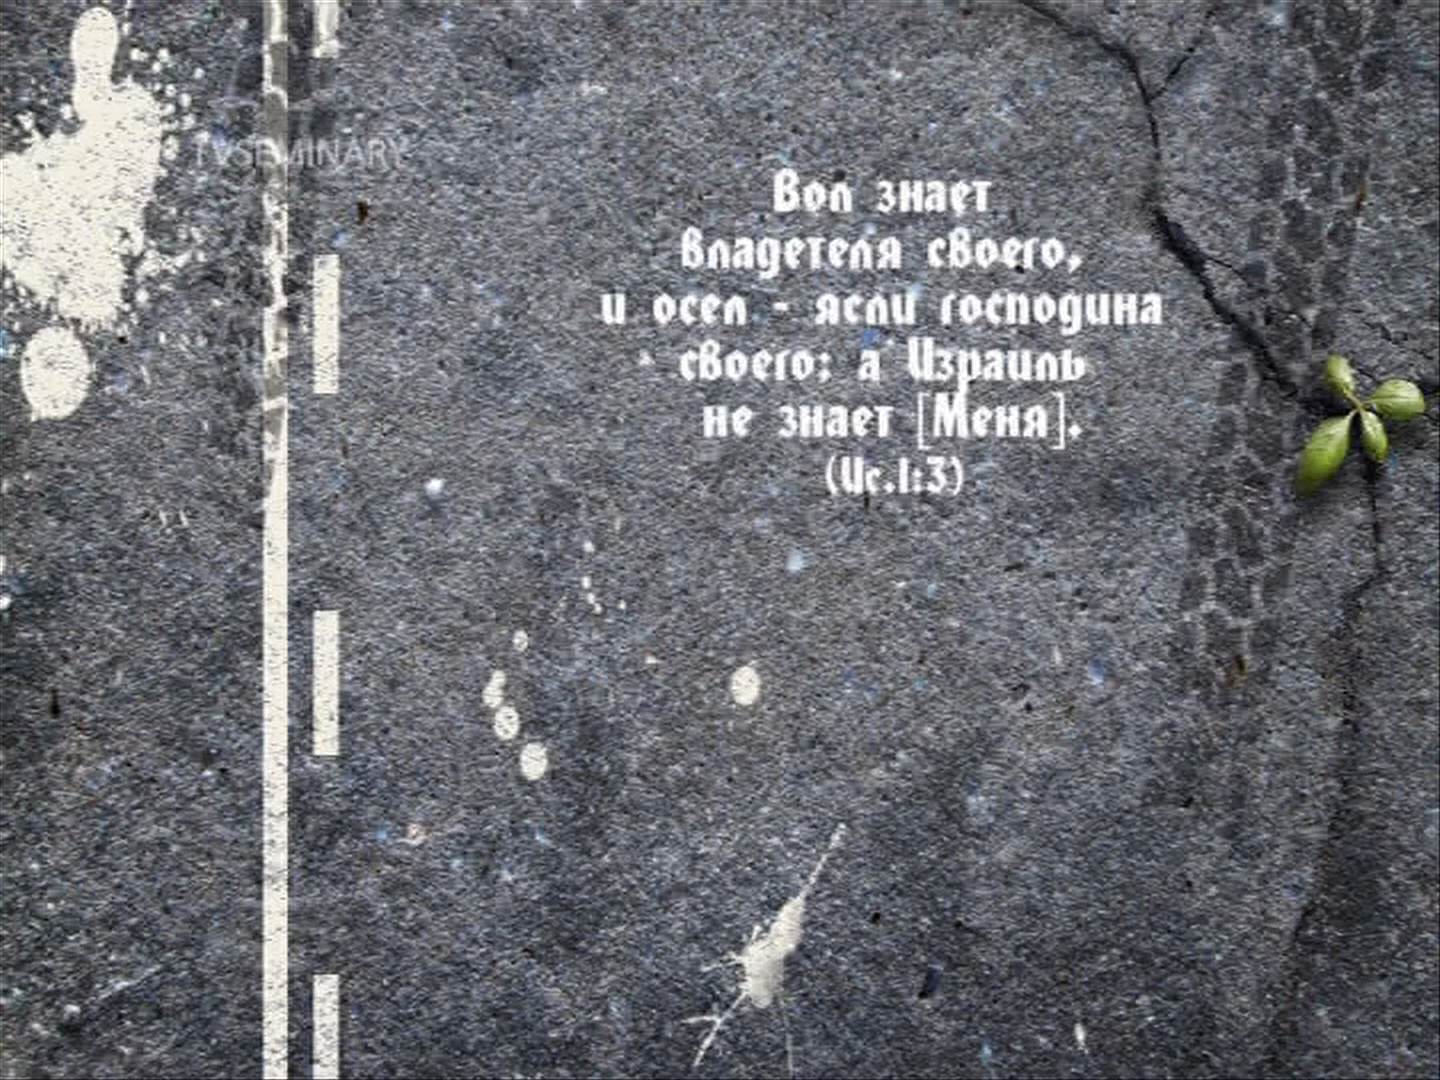 TVSEMINARY
Вол знает
владетеля своего,
и осел - ясли господина
своего; а Израиль
не знает [Меня].
(Ис.1:3)